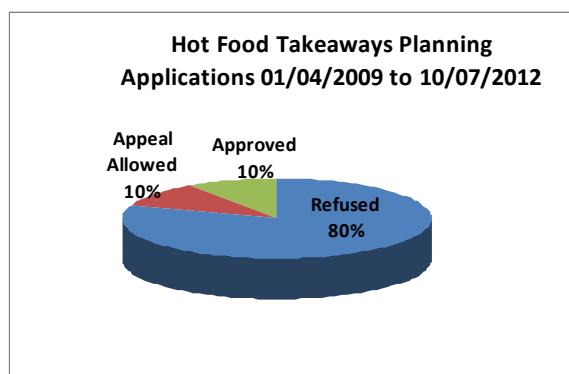 Hot Food Takeaways Planning
Applications 01/04/2009 to 10/07/2012
Appeal
Allowed
10%
Approved
10%
Refused
80%